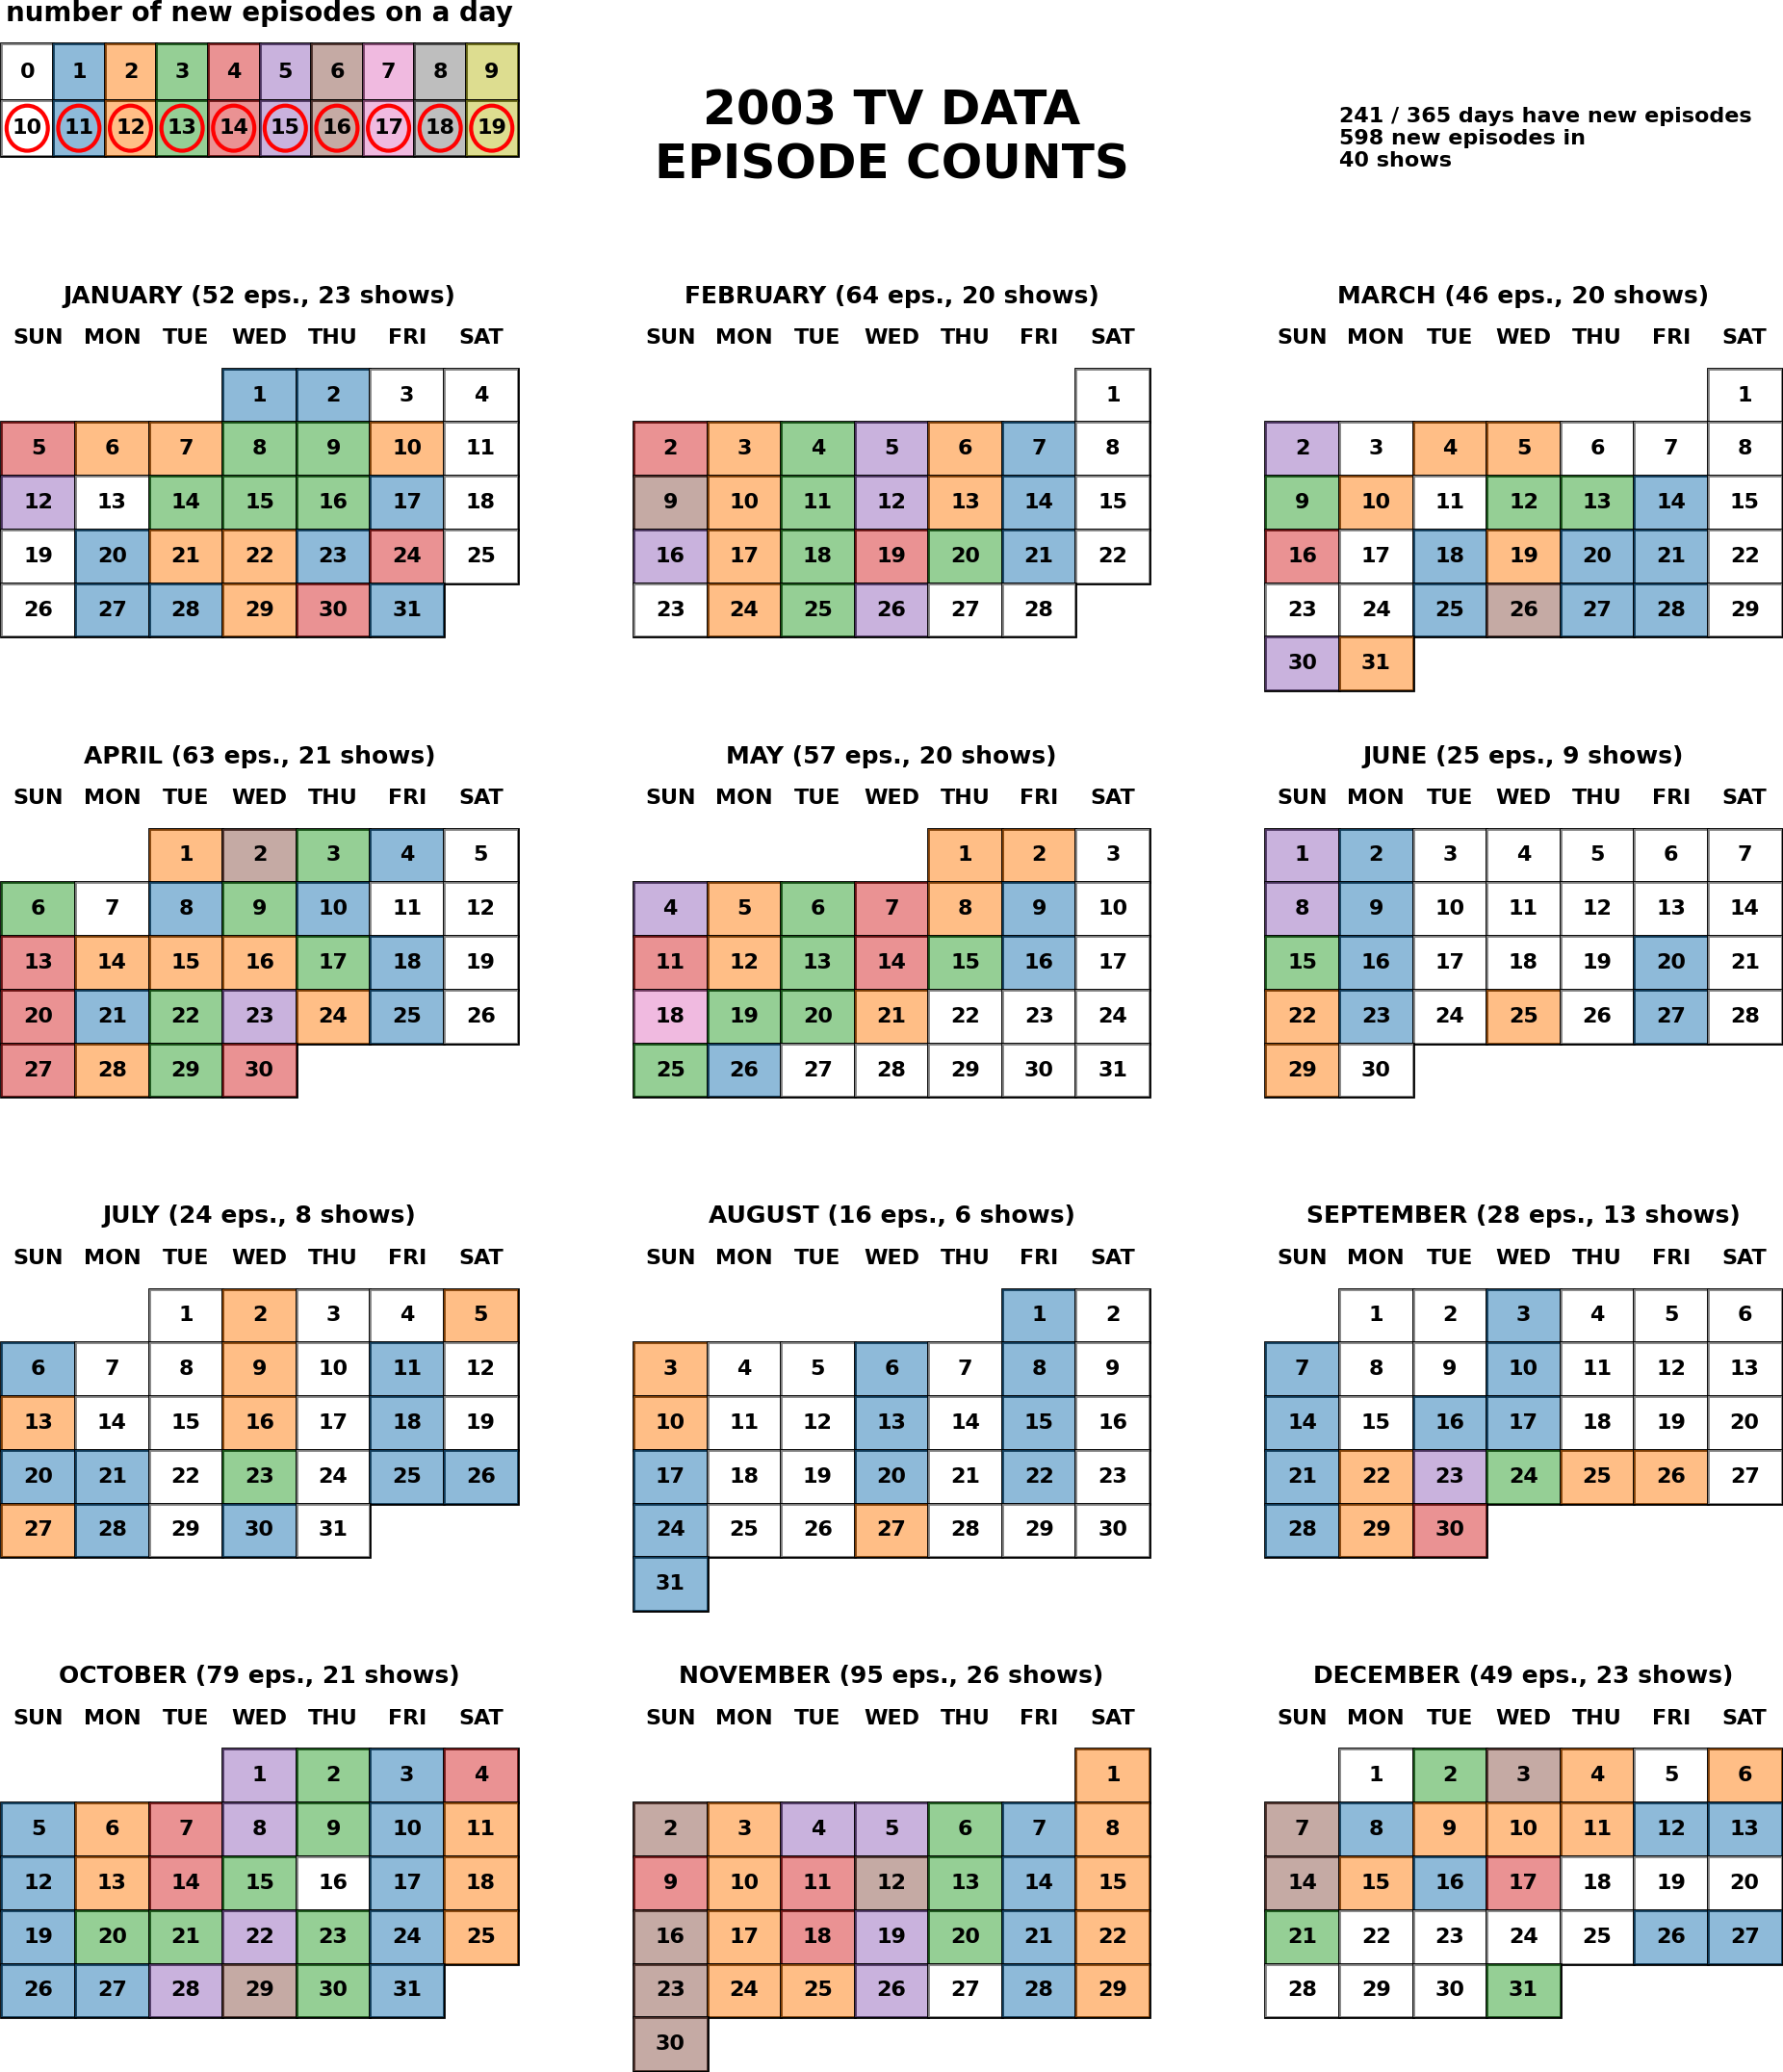 number of new episodes on a day
0 1 2 3 4 5 6 7 8 9
10 11 12 13 14 15 16 17 18 19
2003 TV DATA
EPISODE COUNTS
241 / 365 days have new episodes
598 new episodes in
40 shows
JANUARY (52 eps., 23 shows)
SUN MON TUE WED THU FRI SAT
1 2 3 4
5 6 7 8 9 10 11
12 13 14 15 16 17 18
19 20 21 22 23 24 25
26 27 28 29 30 31
FEBRUARY (64 eps., 20 shows)
SUN MON TUE WED THU FRI SAT
1
2 3 4 5 6 7 8
9 10 11 12 13 14 15
16 17 18 19 20 21 22
23 24 25 26 27 28
MARCH (46 eps., 20 shows)
SUN MON TUE WED THU FRI SAT
1
2 3 4 5 6 7 8
9 10 11 12 13 14 15
16 17 18 19 20 21 22
23 24 25 26 27 28 29
30 31
APRIL (63 eps., 21 shows)
SUN MON TUE WED THU FRI SAT
1 2 3 4 5
6 7 8 9 10 11 12
13 14 15 16 17 18 19
20 21 22 23 24 25 26
27 28 29 30
MAY (57 eps., 20 shows)
SUN MON TUE WED THU FRI SAT
1 2 3
4 5 6 7 8 9 10
11 12 13 14 15 16 17
18 19 20 21 22 23 24
25 26 27 28 29 30 31
JUNE (25 eps., 9 shows)
SUN MON TUE WED THU FRI SAT
1 2 3 4 5 6 7
8 9 10 11 12 13 14
15 16 17 18 19 20 21
22 23 24 25 26 27 28
29 30
JULY (24 eps., 8 shows)
SUN MON TUE WED THU FRI SAT
1 2 3 4 5
6 7 8 9 10 11 12
13 14 15 16 17 18 19
20 21 22 23 24 25 26
27 28 29 30 31
AUGUST (16 eps., 6 shows)
SUN MON TUE WED THU FRI SAT
1 2
3 4 5 6 7 8 9
10 11 12 13 14 15 16
17 18 19 20 21 22 23
24 25 26 27 28 29 30
31
SEPTEMBER (28 eps., 13 shows)
SUN MON TUE WED THU FRI SAT
1 2 3 4 5 6
7 8 9 10 11 12 13
14 15 16 17 18 19 20
21 22 23 24 25 26 27
28 29 30
OCTOBER (79 eps., 21 shows)
SUN MON TUE WED THU FRI SAT
1 2 3 4
5 6 7 8 9 10 11
12 13 14 15 16 17 18
19 20 21 22 23 24 25
26 27 28 29 30 31
NOVEMBER (95 eps., 26 shows)
SUN MON TUE WED THU FRI SAT
1
2 3 4 5 6 7 8
9 10 11 12 13 14 15
16 17 18 19 20 21 22
23 24 25 26 27 28 29
30
DECEMBER (49 eps., 23 shows)
SUN MON TUE WED THU FRI SAT
1 2 3 4 5 6
7 8 9 10 11 12 13
14 15 16 17 18 19 20
21 22 23 24 25 26 27
28 29 30 31